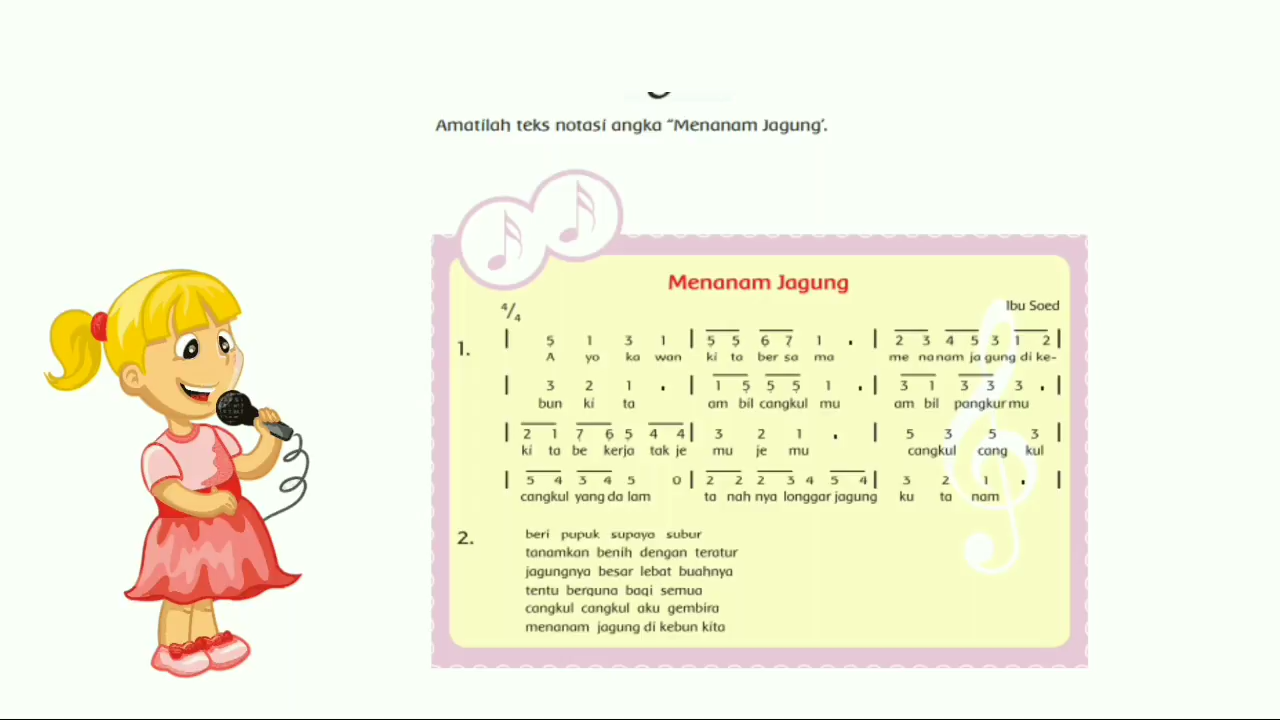 Amatilah teks notasi angka “Menanam Jagung’.
Menanam Jagung
4/4
Ibu Soed
1. | 5 1 3 1 | 5 5 6 7 1 . | 2 3 4 5 3 1 2 |
A yo ka wan ki ta ber sa ma me nanam ja gung di ke-
| 3 2 1 . | 1 5 5 5 1 . | 3 1 3 3 3 . |
bun ki ta am bil cangkul mu am bil pangkur mu
| 2 1 7 6 5 4 4 | 3 2 1 . | 5 3 5 3 |
ki ta be kerja tak je mu je mu cangkul cang kul
| 5 4 3 4 5 0 | 2 2 2 3 4 5 4 | 3 2 1 . |
cangkul yang da lam ta nah nya longgar jagung ku ta nam
2. beri pupuk supaya subur
tanamkan benih dengan teratur
jagungnya besar lebat buahnya
tentu berguna bagi semua
cangkul cangkul aku gembira
menanam jagung di kebun kita